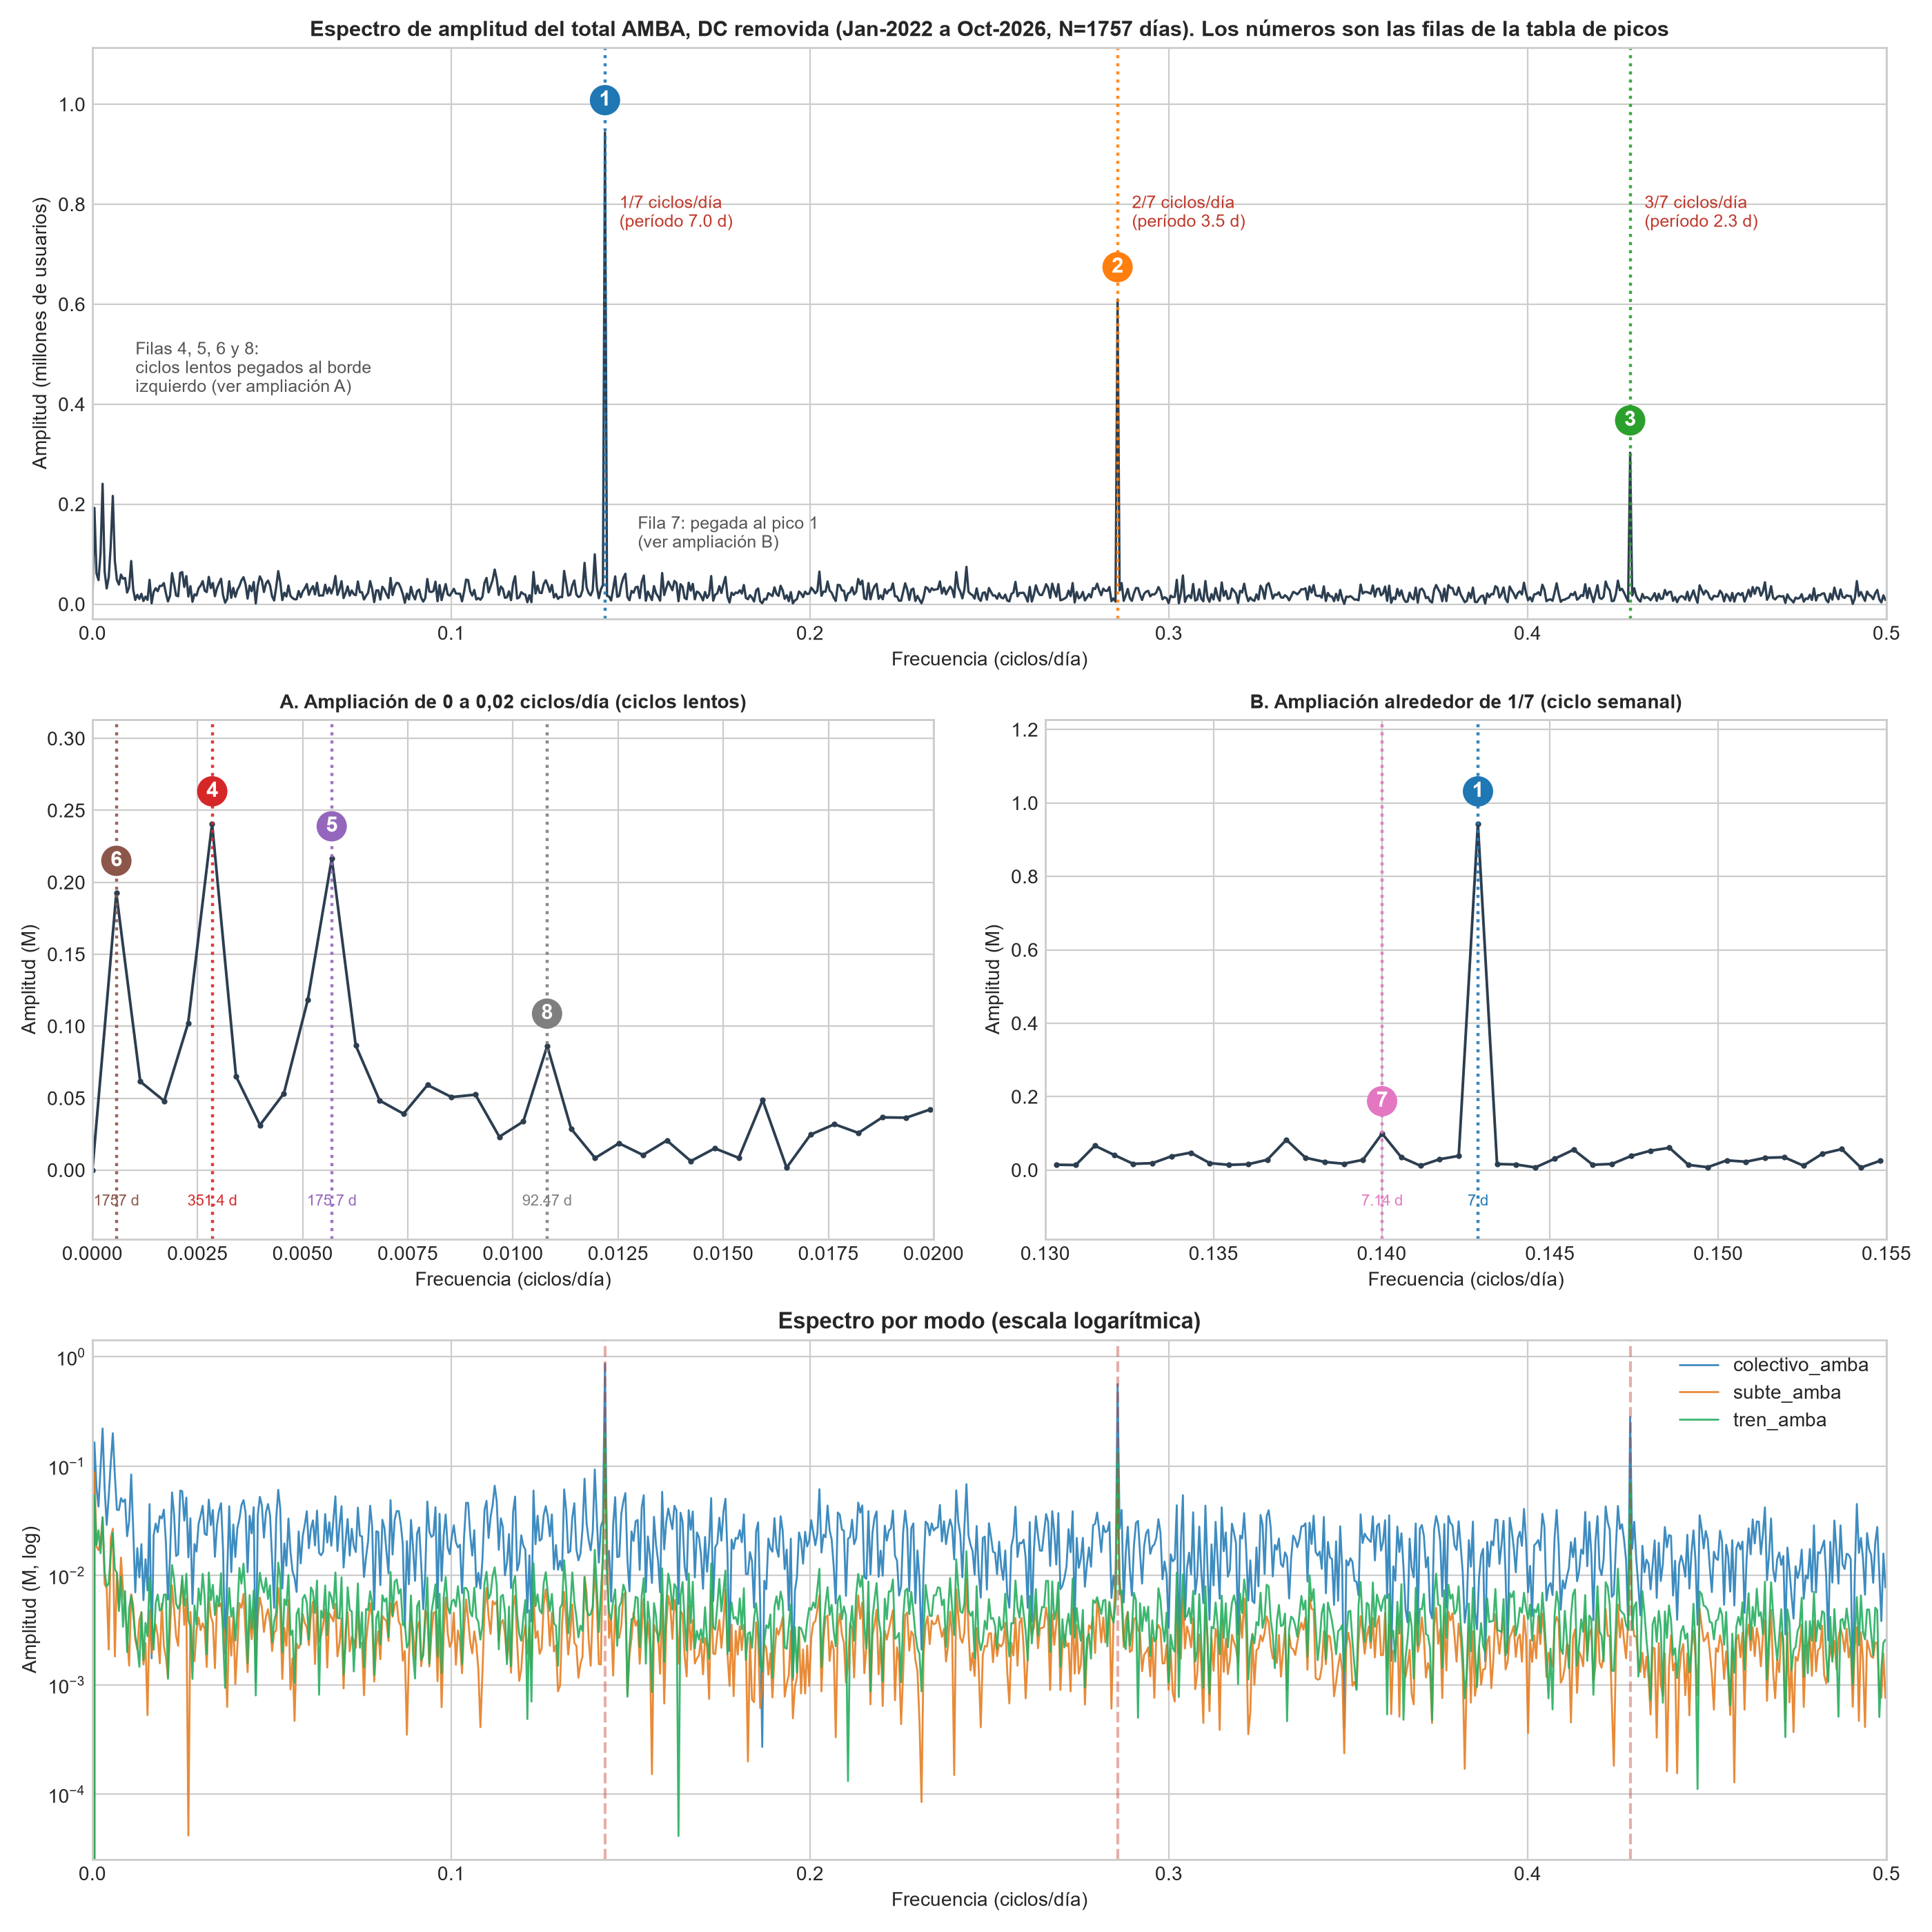 Espectro de amplitud del total AMBA, DC removida (Jan-2022 a Oct-2026, N=1757 días). Los números son las filas de la tabla de picos
Amplitud (millones de usuarios)
1.0
0.8
0.6
0.4
0.2
0.0
1
1/7 ciclos/día
(período 7.0 d)
2/7 ciclos/día
(período 3.5 d)
3/7 ciclos/día
(período 2.3 d)
2
3
Filas 4, 5, 6 y 8:
ciclos lentos pegados al borde
izquierdo (ver ampliación A)
Fila 7: pegada al pico 1
(ver ampliación B)
0.0 0.1 0.2 0.3 0.4 0.5
Frecuencia (ciclos/día)
A. Ampliación de 0 a 0,02 ciclos/día (ciclos lentos)
Amplitud (M)
0.30
0.25
0.20
0.15
0.10
0.05
0.00
4
5
6
8
1757 d 351.4 d 175.7 d 92.47 d
0.0000 0.0025 0.0050 0.0075 0.0100 0.0125 0.0150 0.0175 0.020
Frecuencia (ciclos/día)
B. Ampliación alrededor de 1/7 (ciclo semanal)
Amplitud (M)
1.2
1.0
0.8
0.6
0.4
0.2
0.0
1
7
7.14 d 7 d
0.130 0.135 0.140 0.145 0.150 0.155
Frecuencia (ciclos/día)
Espectro por modo (escala logarítmica)
Amplitud (M, log)
10⁰
10⁻¹
10⁻²
10⁻³
10⁻⁴
colectivo_amba
subte_amba
tren_amba
0.0 0.1 0.2 0.3 0.4 0.5
Frecuencia (ciclos/día)